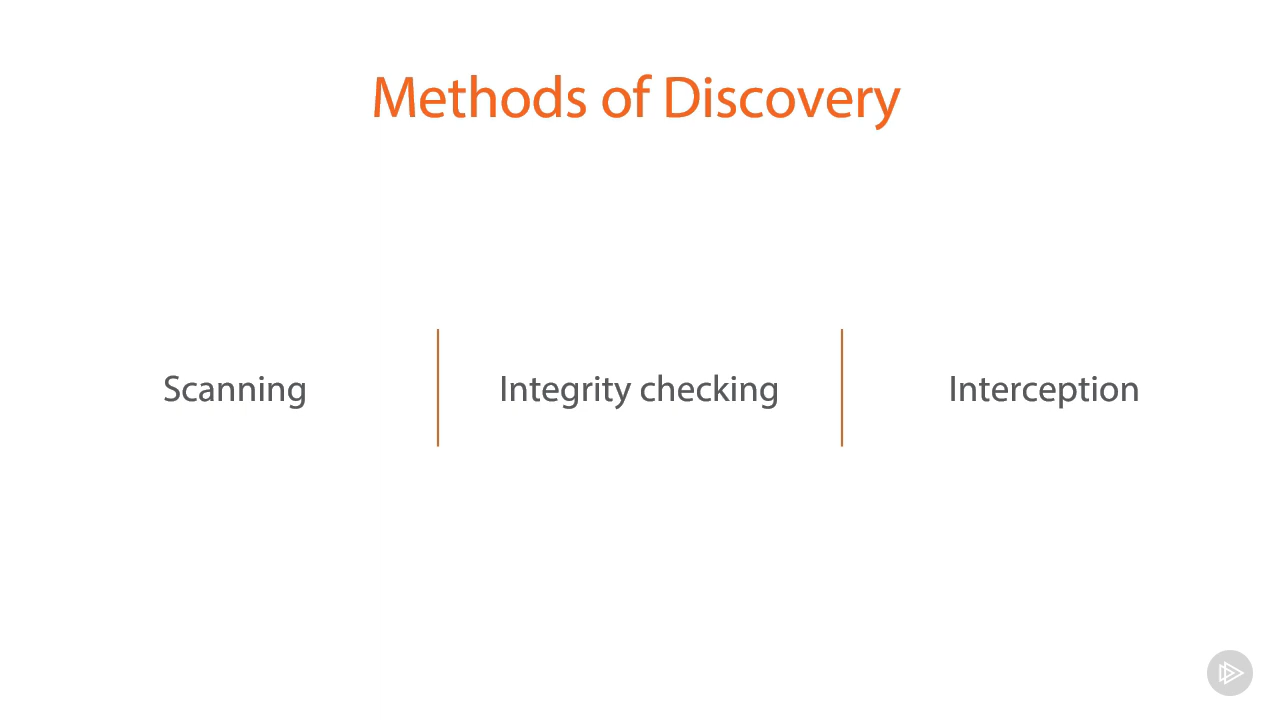 Methods of Discovery
Scanning
Integrity checking
Interception